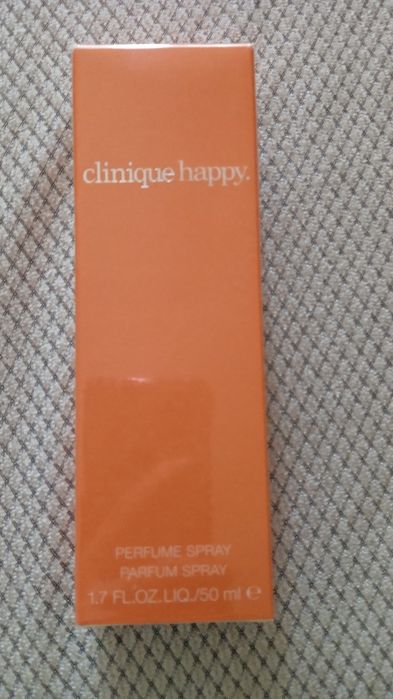 clinique happy.
PERFUME SPRAY
PARFUM SPRAY
1.7 FL.OZ.LIQ./50 ml e